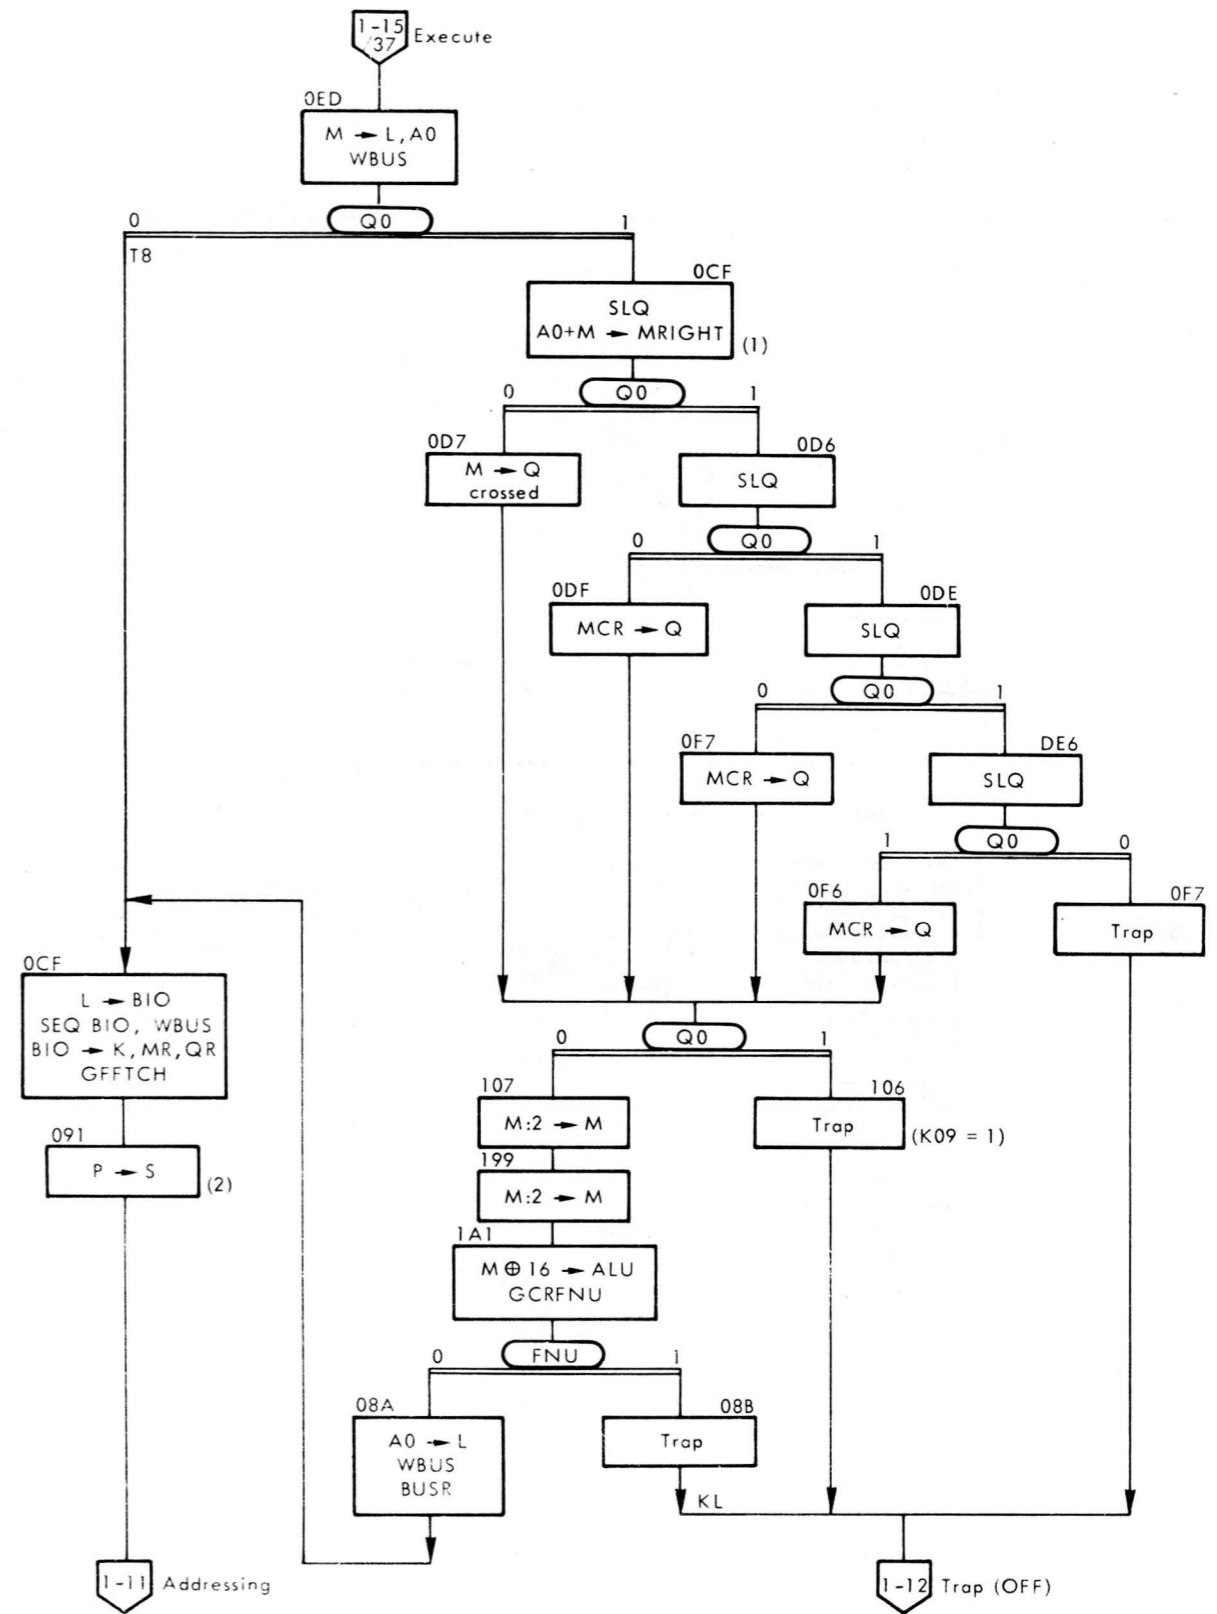 1-15
37
Execute
0ED
M → L, A0
WBUS
Q0
0
1
T8
0CF
SLQ
A0+M → MRIGHT
(1)
Q0
0
1
0D7
M → Q
crossed
0D6
SLQ
Q0
0
1
0DF
MCR → Q
0DE
SLQ
Q0
0
1
0F7
MCR → Q
DE6
SLQ
Q0
1
0
0F6
MCR → Q
0F7
Trap
0CF
L → BIO
SEQ BIO, WBUS
BIO → K, MR, QR
GFFTCH
091
P → S
(2)
Q0
0
1
107
M:2 → M
106
Trap
(K09 = 1)
199
M:2 → M
1A1
M ⊕ 16 → ALU
GCRFNU
FNU
0
1
08A
A0 → L
WBUS
BUSR
08B
Trap
KL
1-11 Addressing
1-12 Trap (OFF)